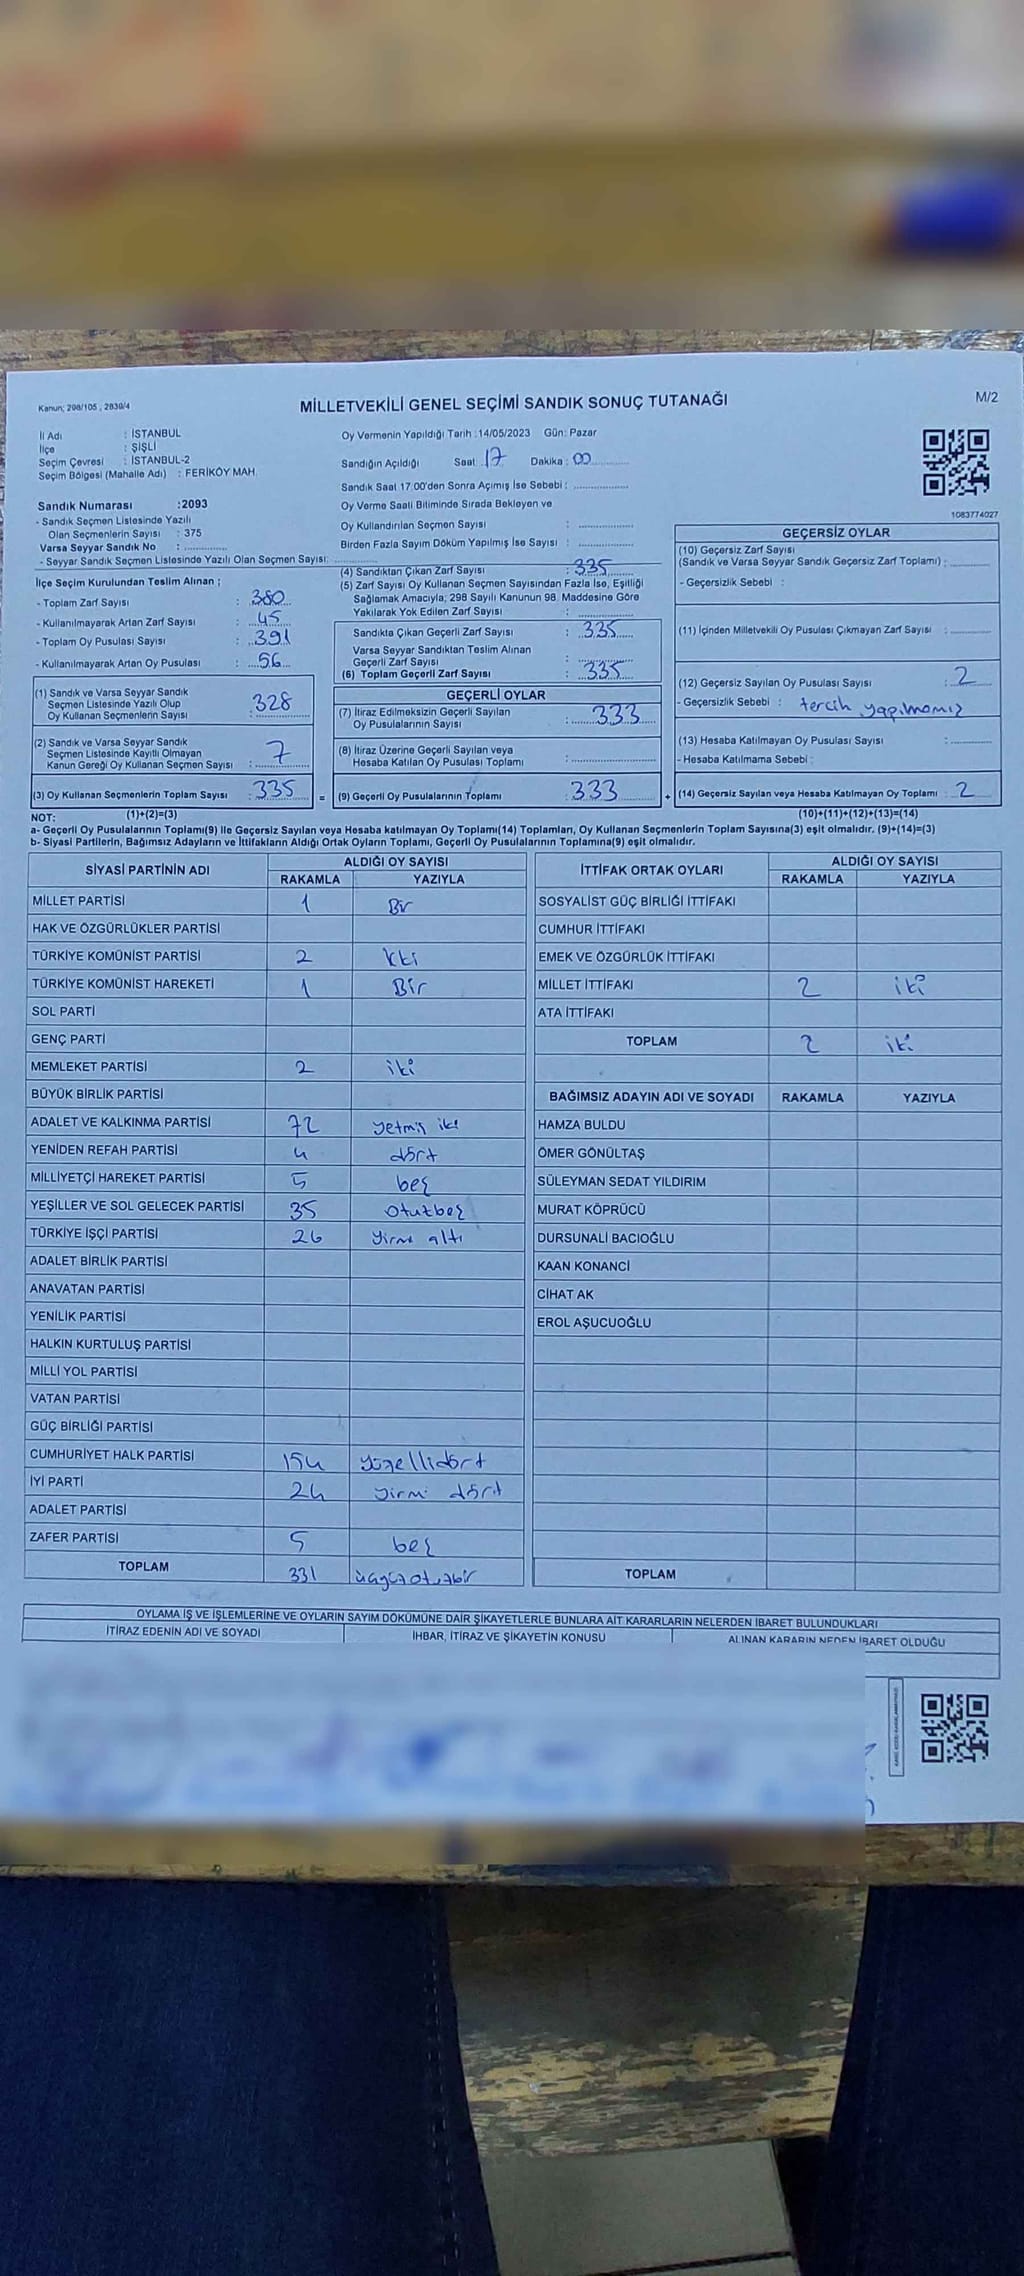 Kanun; 298/105 , 2839/4
MİLLETVEKİLİ GENEL SEÇİMİ SANDIK SONUÇ TUTANAĞI
M/2
İl Adı : İSTANBUL
İlçe : ŞİŞLİ
Seçim Çevresi : İSTANBUL-2
Seçim Bölgesi (Mahalle Adı) : FERİKÖY MAH.
Oy Vermenin Yapıldığı Tarih :14/05/2023 Gün: Pazar
Sandığın Açıldığı Saat 17 Dakika : 00
Sandık Saat 17:00'den Sonra Açımış İse Sebebi :
Sandık Numarası :2093
- Sandık Seçmen Listesinde Yazılı
Olan Seçmenlerin Sayısı : 375
Varsa Seyyar Sandık No :
- Seyyar Sandık Seçmen Listesinde Yazılı Olan Seçmen Sayısı:
Oy Verme Saati Bitiminde Sırada Bekleyen ve
Oy Kullandırılan Seçmen Sayısı :
Birden Fazla Sayım Döküm Yapılmış İse Sayısı :
1083774027
İlçe Seçim Kurulundan Teslim Alınan ;
- Toplam Zarf Sayısı : 380
- Kullanılmayarak Artan Zarf Sayısı : 45
- Toplam Oy Pusulası Sayısı : 391
- Kullanılmayarak Artan Oy Pusulası : 56
(4) Sandıktan Çıkan Zarf Sayısı : 335
(5) Zarf Sayısı Oy Kullanan Seçmen Sayısından Fazla İse, Eşitliği
Sağlamak Amacıyla; 298 Sayılı Kanunun 98. Maddesine Göre
Yakılarak Yok Edilen Zarf Sayısı :
Sandıkta Çıkan Geçerli Zarf Sayısı : 335
Varsa Seyyar Sandıktan Teslim Alınan
Geçerli Zarf Sayısı :
(6) Toplam Geçerli Zarf Sayısı : 335
GEÇERSİZ OYLAR
(10) Geçersiz Zarf Sayısı
(Sandık ve Varsa Seyyar Sandık Geçersiz Zarf Toplamı) :
- Geçersizlik Sebebi :
(11) İçinden Milletvekili Oy Pusulası Çıkmayan Zarf Sayısı :
(12) Geçersiz Sayılan Oy Pusulası Sayısı : 2
- Geçersizlik Sebebi : tercih yapılmamış
(13) Hesaba Katılmayan Oy Pusulası Sayısı :
- Hesaba Katılmama Sebebi :
(14) Geçersiz Sayılan veya Hesaba Katılmayan Oy Toplamı : 2
(1) Sandık ve Varsa Seyyar Sandık
Seçmen Listesinde Yazılı Olup
Oy Kullanan Seçmenlerin Sayısı : 328
(2) Sandık ve Varsa Seyyar Sandık
Seçmen Listesinde Kayıtlı Olmayan
Kanun Gereği Oy Kullanan Seçmen Sayısı : 7
(3) Oy Kullanan Seçmenlerin Toplam Sayısı : 335
GEÇERLİ OYLAR
(7) İtiraz Edilmeksizin Geçerli Sayılan
Oy Pusulalarının Sayısı : 333
(8) İtiraz Üzerine Geçerli Sayılan veya
Hesaba Katılan Oy Pusulası Toplamı :
= (9) Geçerli Oy Pusulalarının Toplamı : 333 +
NOT: (1)+(2)=(3) (10)+(11)+(12)+(13)=(14)
a- Geçerli Oy Pusulalarının Toplamı(9) ile Geçersiz Sayılan veya Hesaba katılmayan Oy Toplamı(14) Toplamları, Oy Kullanan Seçmenlerin Toplam Sayısına(3) eşit olmalıdır. (9)+(14)=(3)
b- Siyasi Partilerin, Bağımsız Adayların ve İttifakların Aldığı Ortak Oyların Toplamı, Geçerli Oy Pusulalarının Toplamına(9) eşit olmalıdır.
SİYASİ PARTİNİN ADI ALDIĞI OY SAYISI
RAKAMLA YAZIYLA
MİLLET PARTİSİ 1 Bir
HAK VE ÖZGÜRLÜKLER PARTİSİ
TÜRKİYE KOMÜNİST PARTİSİ 2 İki
TÜRKİYE KOMÜNİST HAREKETİ 1 Bir
SOL PARTİ
GENÇ PARTİ
MEMLEKET PARTİSİ 2 iki
BÜYÜK BİRLİK PARTİSİ
ADALET VE KALKINMA PARTİSİ 72 yetmiş iki
YENİDEN REFAH PARTİSİ 4 dört
MİLLİYETÇİ HAREKET PARTİSİ 5 beş
YEŞİLLER VE SOL GELECEK PARTİSİ 35 otuzbeş
TÜRKİYE İŞÇİ PARTİSİ 26 yirmi altı
ADALET BİRLİK PARTİSİ
ANAVATAN PARTİSİ
YENİLİK PARTİSİ
HALKIN KURTULUŞ PARTİSİ
MİLLİ YOL PARTİSİ
VATAN PARTİSİ
GÜÇ BİRLİĞİ PARTİSİ
CUMHURİYET HALK PARTİSİ 154 yüzellidört
İYİ PARTİ 24 yirmi dört
ADALET PARTİSİ
ZAFER PARTİSİ 5 beş
TOPLAM 331 üçyüzotuzbir
İTTİFAK ORTAK OYLARI ALDIĞI OY SAYISI
RAKAMLA YAZIYLA
SOSYALİST GÜÇ BİRLİĞİ İTTİFAKI
CUMHUR İTTİFAKI
EMEK VE ÖZGÜRLÜK İTTİFAKI
MİLLET İTTİFAKI 2 iki
ATA İTTİFAKI
TOPLAM 2 iki
BAĞIMSIZ ADAYIN ADI VE SOYADI RAKAMLA YAZIYLA
HAMZA BULDU
ÖMER GÖNÜLTAŞ
SÜLEYMAN SEDAT YILDIRIM
MURAT KÖPRÜCÜ
DURSUNALİ BACIOĞLU
KAAN KONANCİ
CİHAT AK
EROL AŞUCUOĞLU
TOPLAM
OYLAMA İŞ VE İŞLEMLERİNE VE OYLARIN SAYIM DÖKÜMÜNE DAİR ŞİKAYETLERLE BUNLARA AİT KARARLARIN NELERDEN İBARET BULUNDUKLARI
İTİRAZ EDENİN ADI VE SOYADI İHBAR, İTİRAZ VE ŞİKAYETİN KONUSU ALINAN KARARIN NEDEN İBARET OLDUĞU